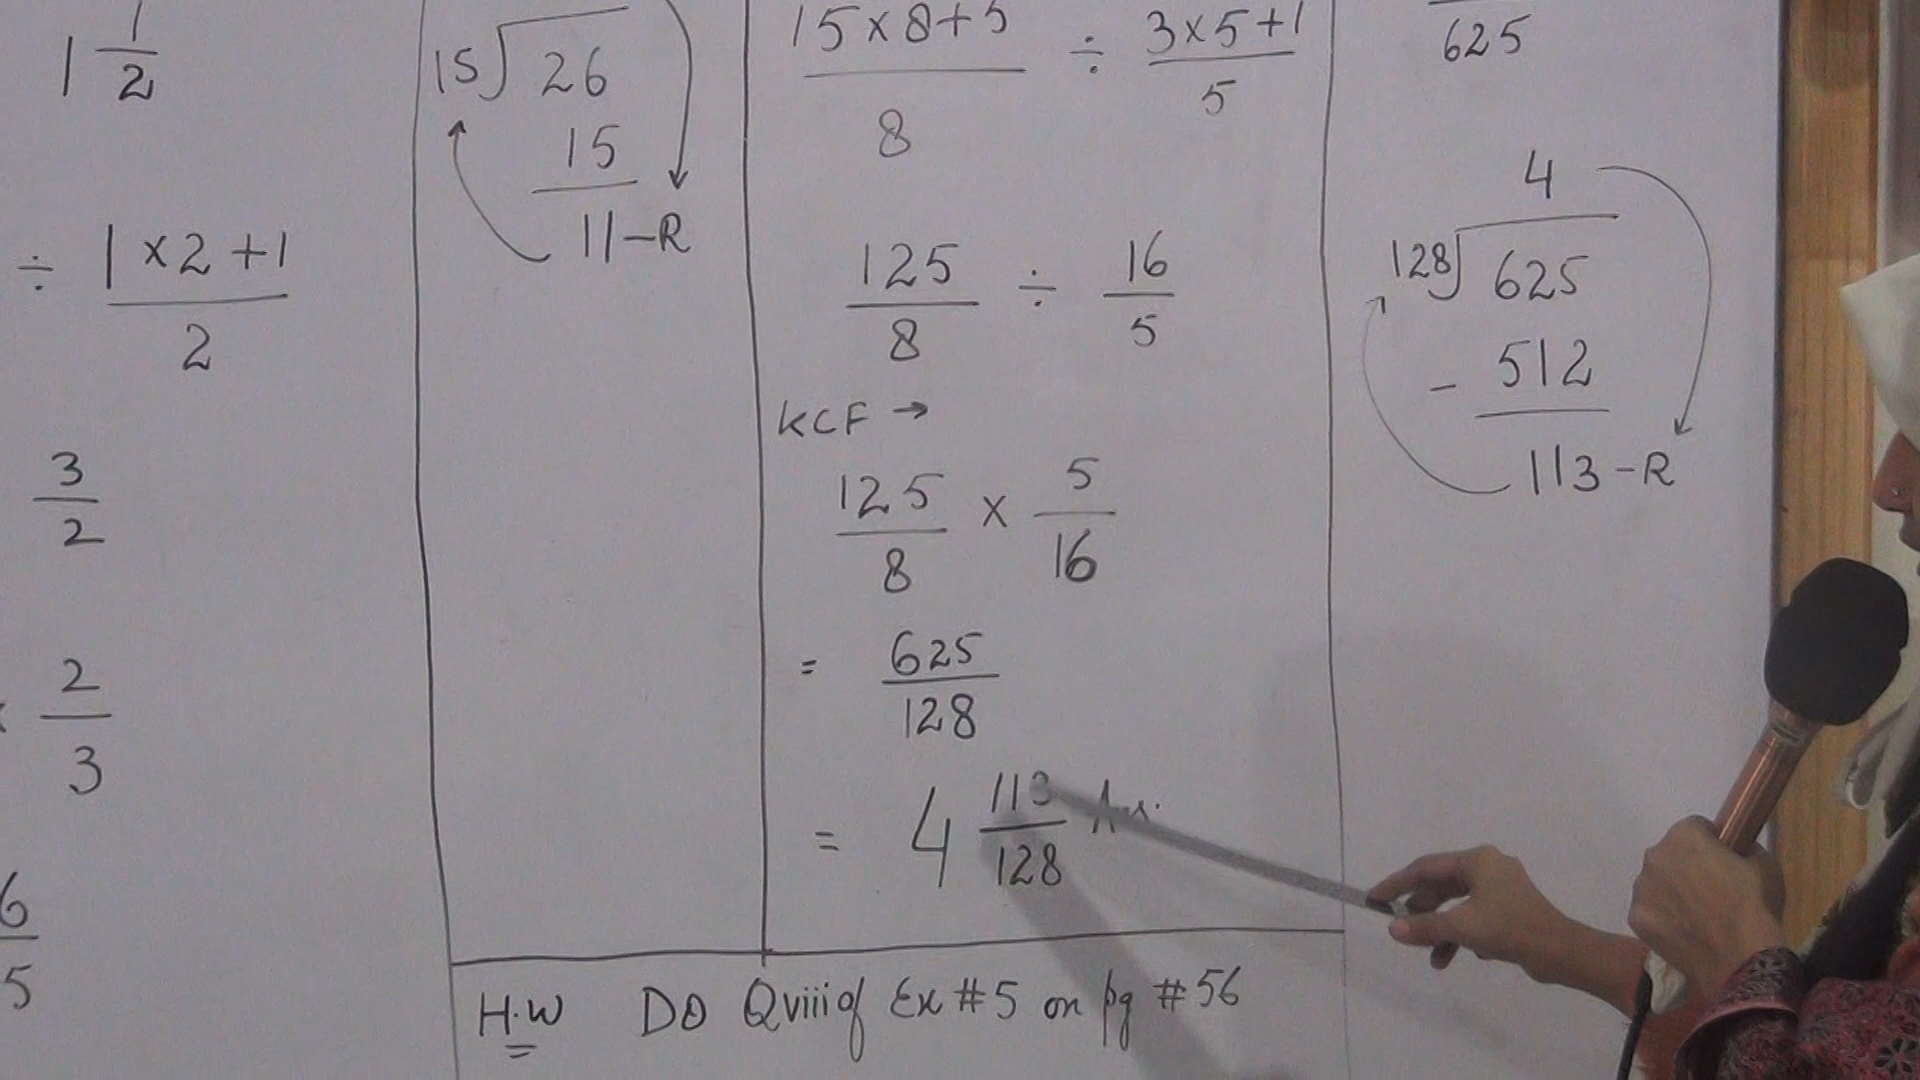 1 1/2
÷ 1 × 2 + 1 / 2
3/2
× 2/3
6/5
15 ) 26
15
11 - R
15 × 8 + 5 / 8 ÷ 3 × 5 + 1 / 5
125/8 ÷ 16/5
KCF →
125/8 × 5/16
= 625/128
= 4 113/128 Ans.
625
4
128 ) 625
- 512
113 - R
H.W DO Qviii of Ex # 5 on pg # 56